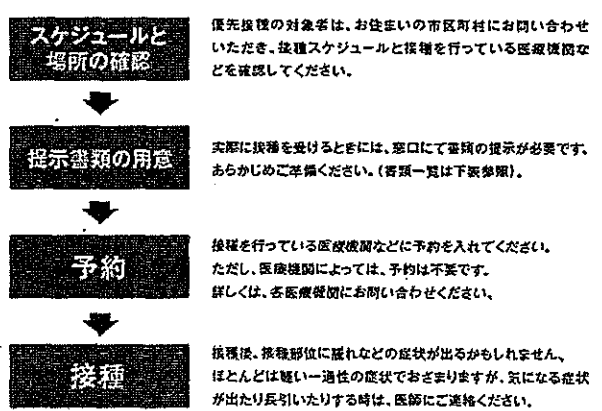 スケジュールと
場所の確認
優先接種の対象者は、お住まいの市区町村にお問い合わせ
いただき、接種スケジュールと接種を行っている医療機関な
どを確認してください。
提示書類の用意
実際に接種を受けるときには、窓口にて書類の提示が必要です。
あらかじめご準備ください。(書類一覧は下表参照)。
予約
接種を行っている医療機関などに予約を入れてください。
ただし、医療機関によっては、予約は不要です。
詳しくは、各医療機関にお問い合わせください。
接種
接種後、接種部位に腫れなどの症状が出るかもしれません。
ほとんどは軽い一過性の症状でおさまりますが、気になる症状
が出たり長引いたりする時は、医師にご連絡ください。